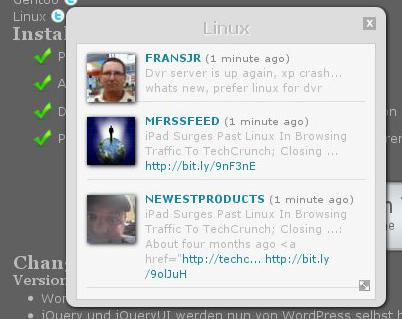 Gentoo
Linux
Linux
Instal
FRANSJR (1 minute ago)
Dvr server is up again, xp crash...
whats new, prefer linux for dvr
MFRSSFEED (1 minute ago)
iPad Surges Past Linux In Browsing
Traffic To TechCrunch; Closing ...
http://bit.ly/9nF3nE
NEWESTPRODUCTS (1 minute ago)
iPad Surges Past Linux In Browsing
Traffic To TechCrunch; Closing ...:
About four months ago <a
href="http://techc... http://bit.ly
/9olJuH
Chan
Version
Wor
jQuery und jQueryUI werden nun von WordPress selbst h